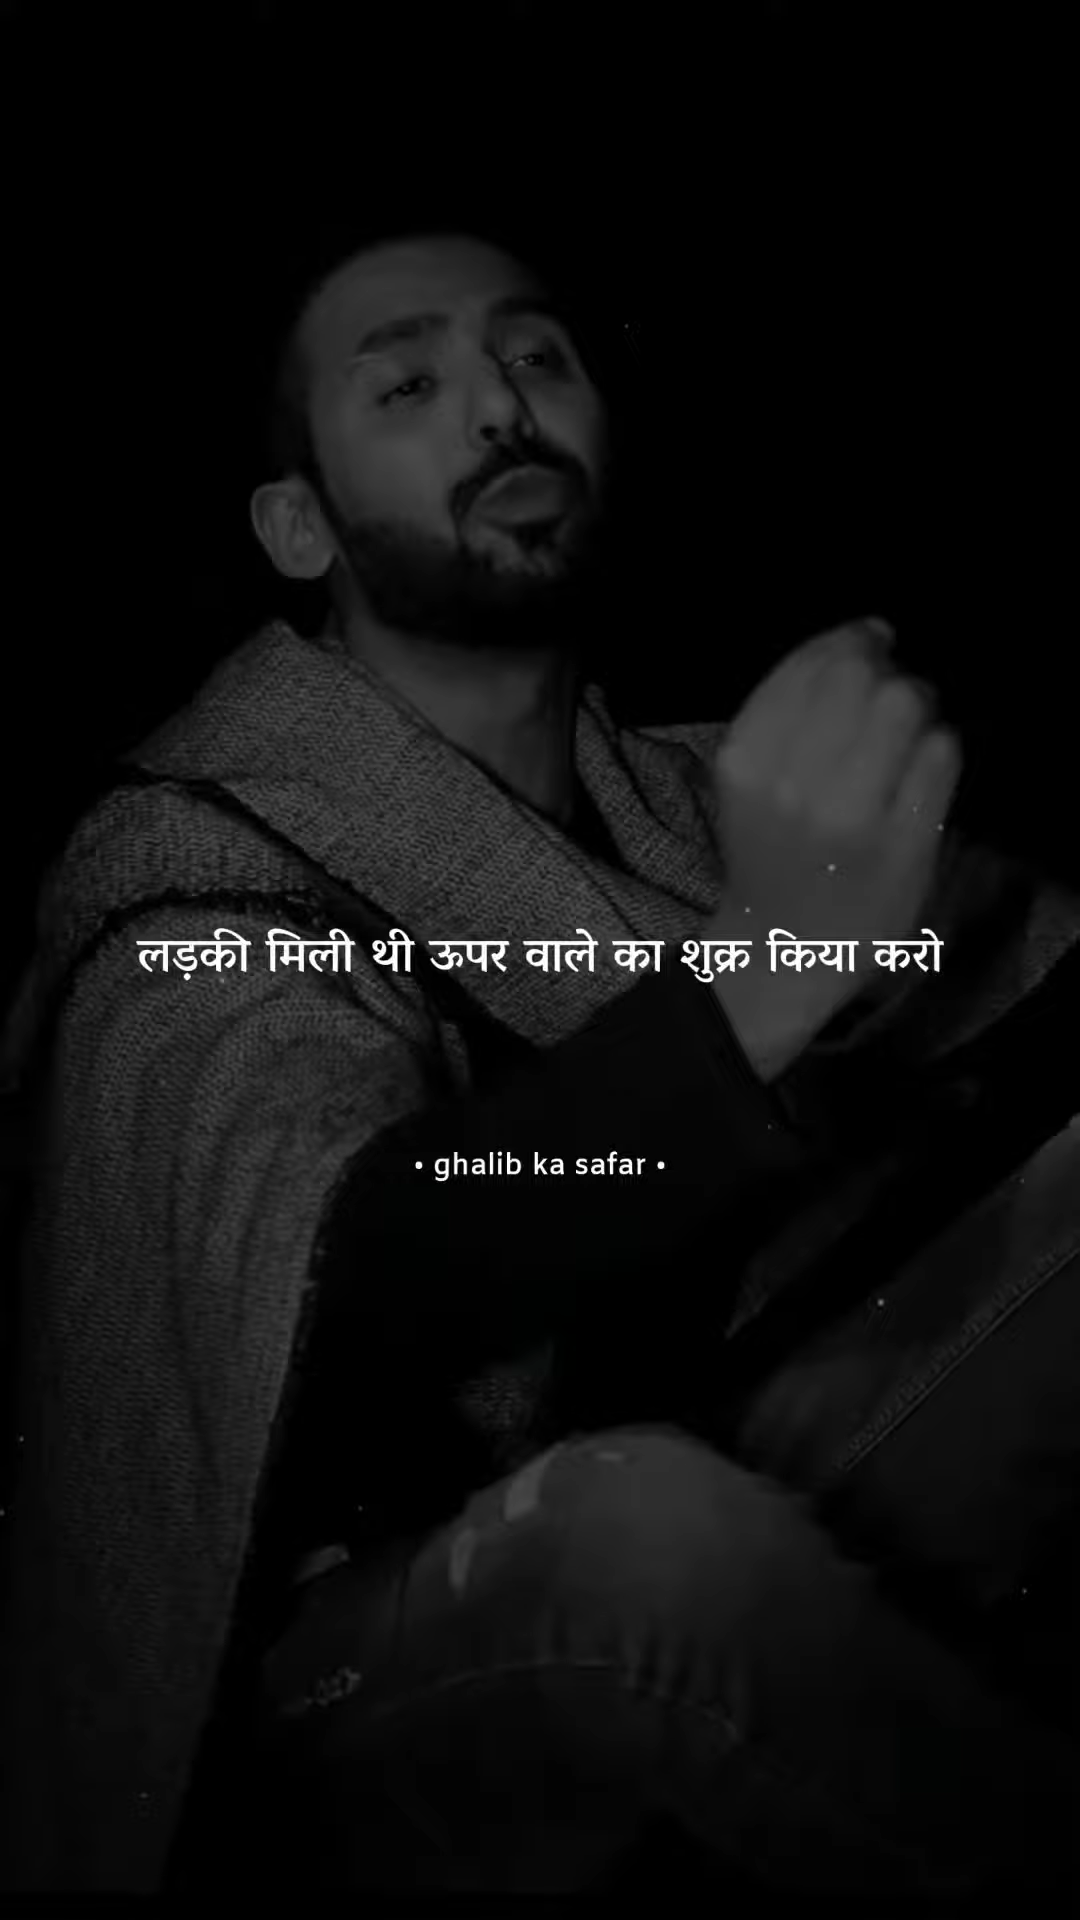 लड़की मिली थी ऊपर वाले का शुक्र किया करो
• ghalib ka safar •